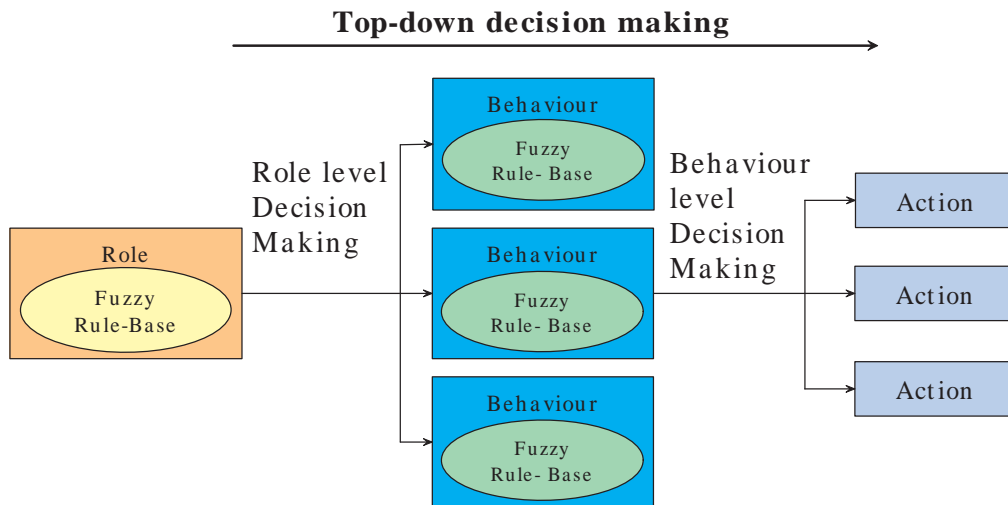 Top-down decision making
Behaviour
Fuzzy
Rule- Base
Role level
Decision
Making
Behaviour
level
Decision
Making
Action
Role
Fuzzy
Rule-Base
Behaviour
Fuzzy
Rule- Base
Action
Behaviour
Fuzzy
Rule- Base
Action